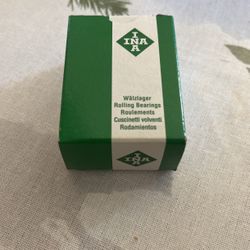 I
INA
A
Wälzlager
Rolling Bearings
Roulements
Cuscinetti volventi
Rodamientos
I
INA
A